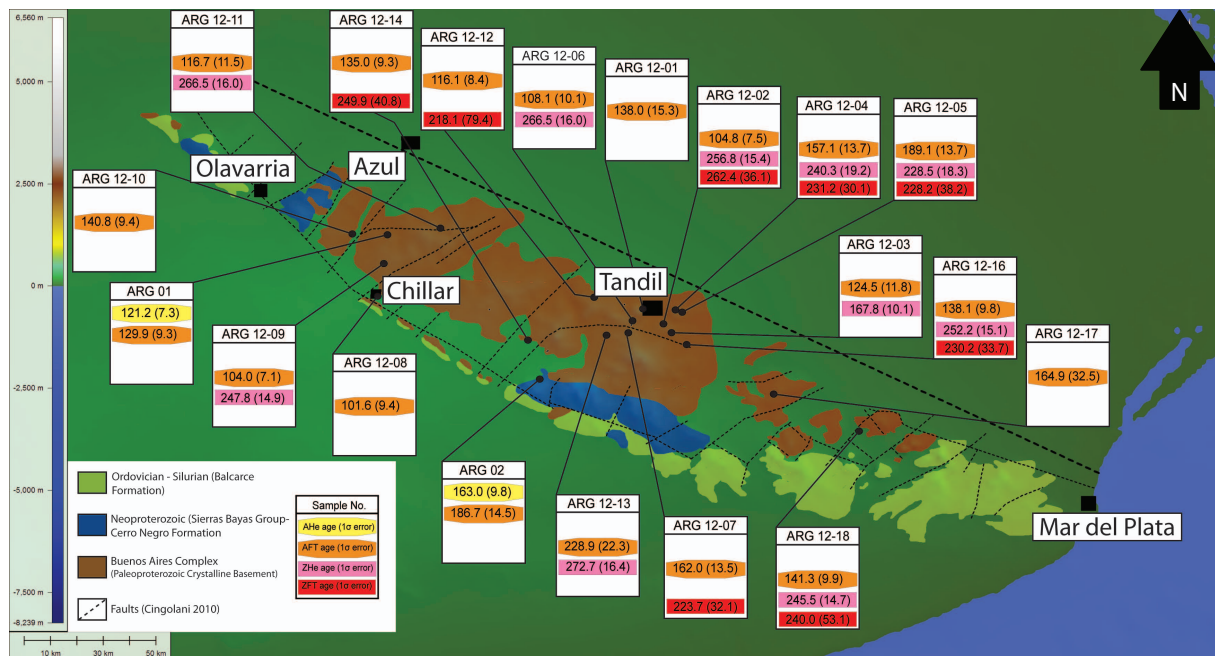 6,560 m
5,000 m
2,500 m
0 m
-2,500 m
-5,000 m
-7,500 m
-8,239 m
10 km
30 km
50 km
ARG 12-11
116.7 (11.5)
266.5 (16.0)
ARG 12-14
135.0 (9.3)
249.9 (40.8)
ARG 12-12
116.1 (8.4)
218.1 (79.4)
ARG 12-06
108.1 (10.1)
266.5 (16.0)
ARG 12-01
138.0 (15.3)
ARG 12-02
104.8 (7.5)
256.8 (15.4)
262.4 (36.1)
ARG 12-04
157.1 (13.7)
240.3 (19.2)
231.2 (30.1)
ARG 12-05
189.1 (13.7)
228.5 (18.3)
228.2 (38.2)
N
Olavarria
Azul
Chillar
Tandil
Mar del Plata
ARG 12-10
140.8 (9.4)
ARG 01
121.2 (7.3)
129.9 (9.3)
ARG 12-09
104.0 (7.1)
247.8 (14.9)
ARG 12-08
101.6 (9.4)
ARG 12-03
124.5 (11.8)
167.8 (10.1)
ARG 12-16
138.1 (9.8)
252.2 (15.1)
230.2 (33.7)
ARG 12-17
164.9 (32.5)
ARG 02
163.0 (9.8)
186.7 (14.5)
ARG 12-13
228.9 (22.3)
272.7 (16.4)
ARG 12-07
162.0 (13.5)
223.7 (32.1)
ARG 12-18
141.3 (9.9)
245.5 (14.7)
240.0 (53.1)
Ordovician - Silurian (Balcarce
Formation)
Neoproterozoic (Sierras Bayas Group-
Cerro Negro Formation
Buenos Aires Complex
(Paleoproterozoic Crystalline Basement)
Faults (Cingolani 2010)
Sample No.
AHe age (1σ error)
AFT age (1σ error)
ZHe age (1σ error)
ZFT age (1σ error)